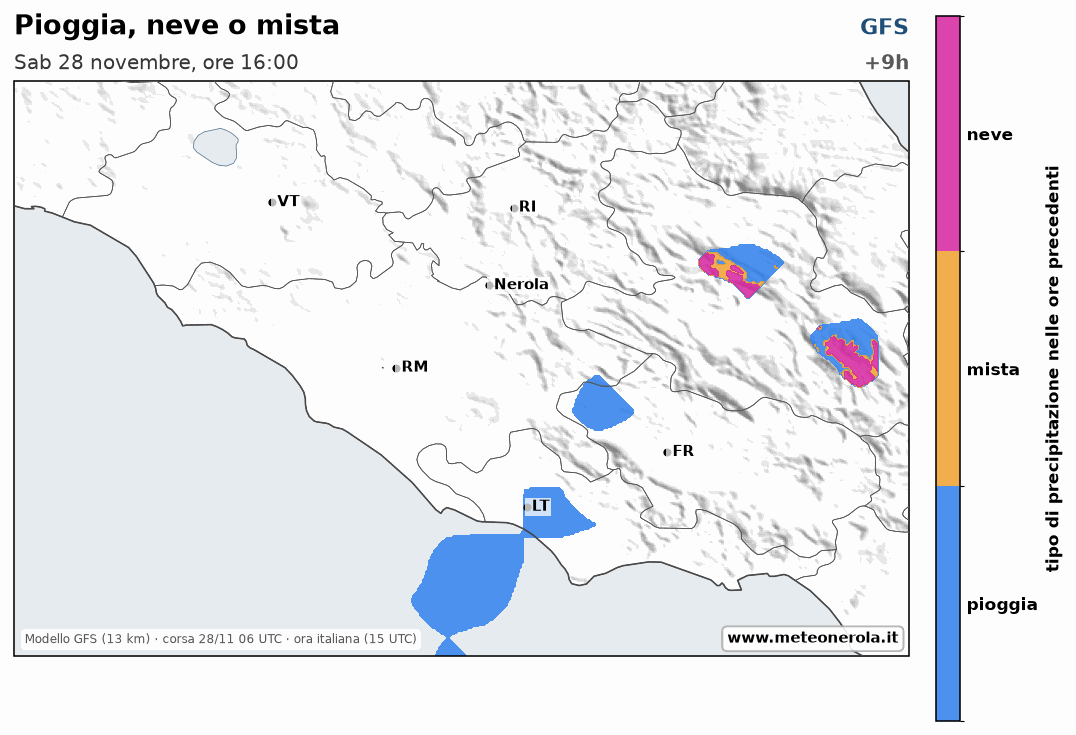 Pioggia, neve o mista
GFS
Sab 28 novembre, ore 16:00
+9h
neve
VT
RI
Nerola
mista
RM
FR
LT
pioggia
tipo di precipitazione nelle ore precedenti
Modello GFS (13 km) · corsa 28/11 06 UTC · ora italiana (15 UTC)
www.meteonerola.it